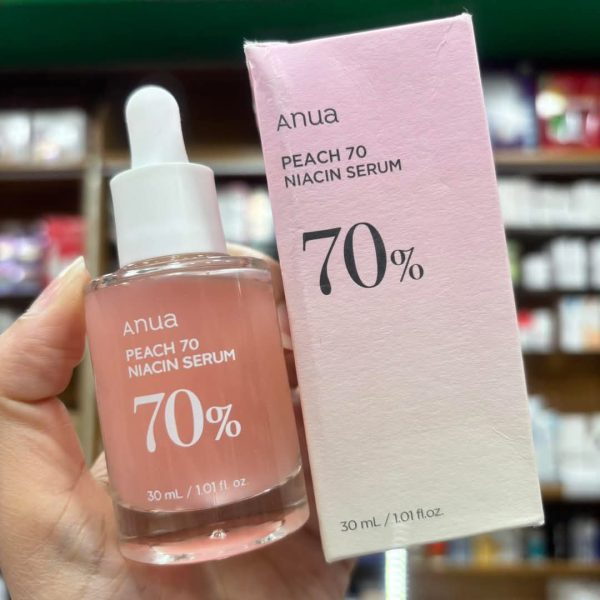 Anua
PEACH 70
NIACIN SERUM
70%
30 mL / 1.01 fl. oz.
Anua
PEACH 70
NIACIN SERUM
70%
30 mL / 1.01 fl.oz.